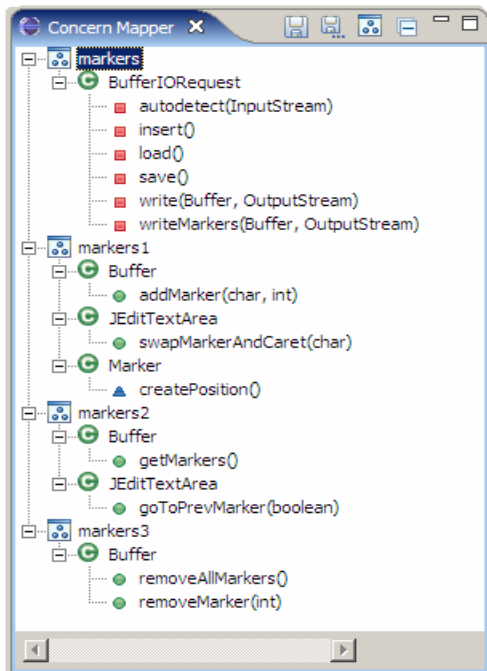 Concern Mapper
markers
BufferIORequest
autodetect(InputStream)
insert()
load()
save()
write(Buffer, OutputStream)
writeMarkers(Buffer, OutputStream)
markers1
Buffer
addMarker(char, int)
JEditTextArea
swapMarkerAndCaret(char)
Marker
createPosition()
markers2
Buffer
getMarkers()
JEditTextArea
goToPrevMarker(boolean)
markers3
Buffer
removeAllMarkers()
removeMarker(int)